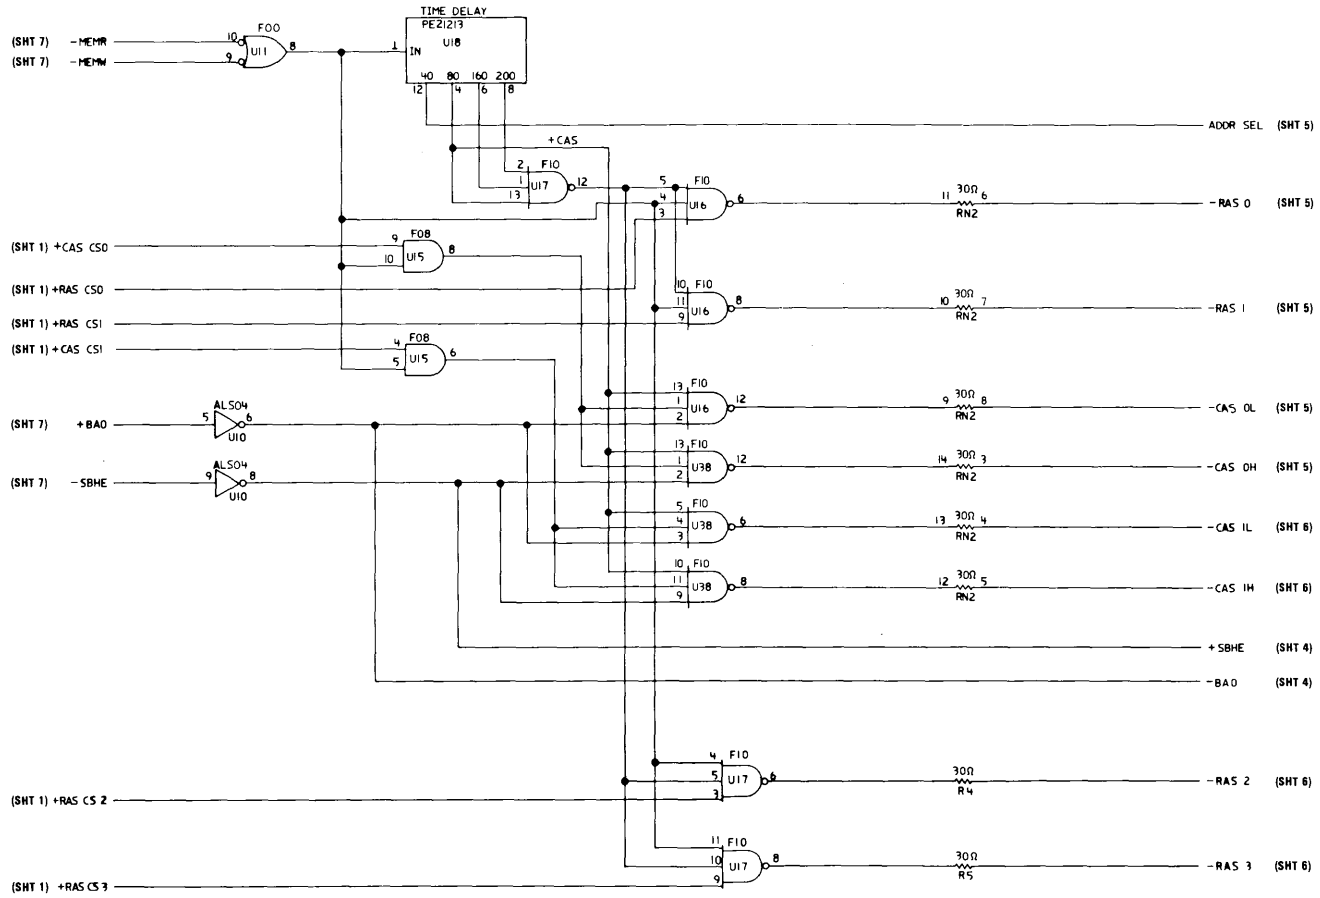 TIME DELAY
PE21213
U18
F00
(SHT 7) -MEMR 10 U11 8 1 IN
(SHT 7) -MEMW 9
40 80 160 200
12 4 6 8
ADDR SEL (SHT 5)
+CAS
2 F10
1 U17 12
13
5 F10
4 U16 6 11 30Ω 6 -RAS 0 (SHT 5)
3 RN2
F08
(SHT 1) +CAS CS0 9 8
10 U15
(SHT 1) +RAS CS0
10 F10
11 U16 8 10 30Ω 7 -RAS 1 (SHT 5)
9 RN2
(SHT 1) +RAS CS1
F08
(SHT 1) +CAS CS1 4 6
5 U15
13 F10
1 U16 12 9 30Ω 8 -CAS 0L (SHT 5)
2 RN2
ALS04
(SHT 7) +BA0 5 6
U10
13 F10
1 U38 12 14 30Ω 3 -CAS 0H (SHT 5)
2 RN2
ALS04
(SHT 7) -SBHE 9 8
U10
5 F10
4 U38 6 13 30Ω 4 -CAS 1L (SHT 6)
3 RN2
10 F10
11 U38 8 12 30Ω 5 -CAS 1H (SHT 6)
9 RN2
+SBHE (SHT 4)
-BA0 (SHT 4)
4 F10
5 U17 6 30Ω -RAS 2 (SHT 6)
3 R4
(SHT 1) +RAS CS 2
11 F10
10 U17 8 30Ω -RAS 3 (SHT 6)
9 R5
(SHT 1) +RAS CS 3